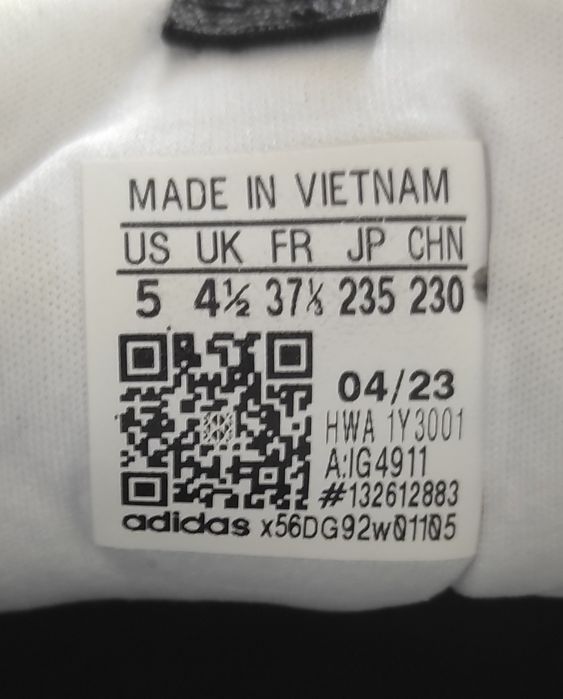 MADE IN VIETNAM
US UK FR JP CHN
5 4½ 37⅓ 235 230
04/23
HWA 1Y3001
A:IG4911
#132612883
adidas x56DG92w01105